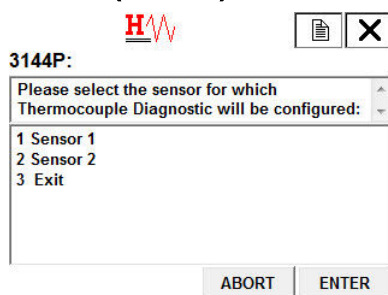 H
3144P:
Please select the sensor for which
Thermocouple Diagnostic will be configured:
1 Sensor 1
2 Sensor 2
3 Exit
ABORT ENTER